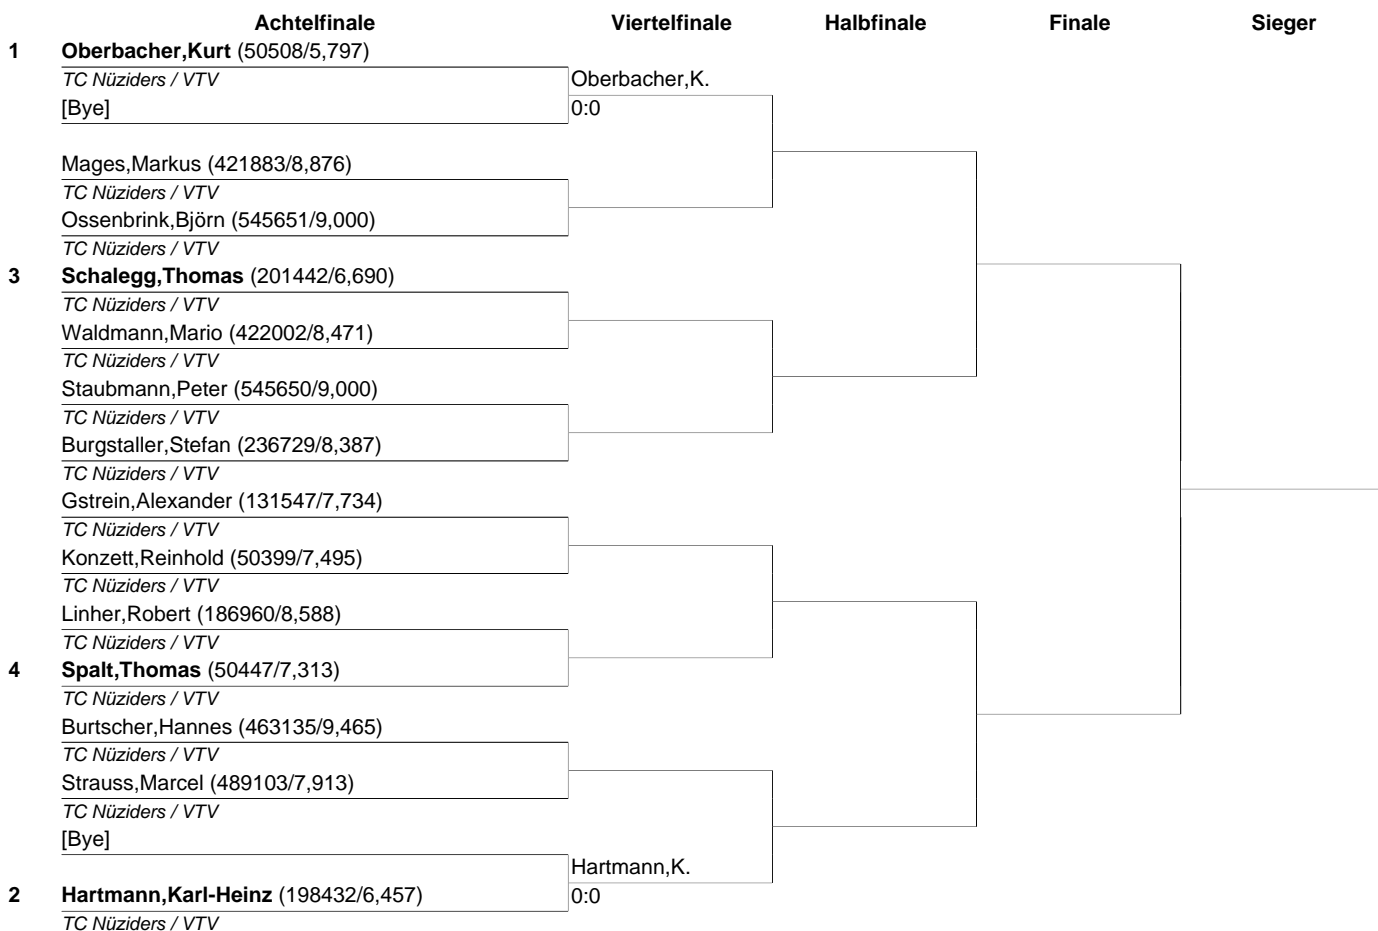 Achtelfinale Viertelfinale Halbfinale Finale Sieger
1 Oberbacher,Kurt (50508/5,797)
TC Nüziders / VTV Oberbacher,K.
[Bye] 0:0
Mages,Markus (421883/8,876)
TC Nüziders / VTV
Ossenbrink,Björn (545651/9,000)
TC Nüziders / VTV
3 Schalegg,Thomas (201442/6,690)
TC Nüziders / VTV
Waldmann,Mario (422002/8,471)
TC Nüziders / VTV
Staubmann,Peter (545650/9,000)
TC Nüziders / VTV
Burgstaller,Stefan (236729/8,387)
TC Nüziders / VTV
Gstrein,Alexander (131547/7,734)
TC Nüziders / VTV
Konzett,Reinhold (50399/7,495)
TC Nüziders / VTV
Linher,Robert (186960/8,588)
TC Nüziders / VTV
4 Spalt,Thomas (50447/7,313)
TC Nüziders / VTV
Burtscher,Hannes (463135/9,465)
TC Nüziders / VTV
Strauss,Marcel (489103/7,913)
TC Nüziders / VTV
[Bye]
Hartmann,K.
2 Hartmann,Karl-Heinz (198432/6,457) 0:0
TC Nüziders / VTV